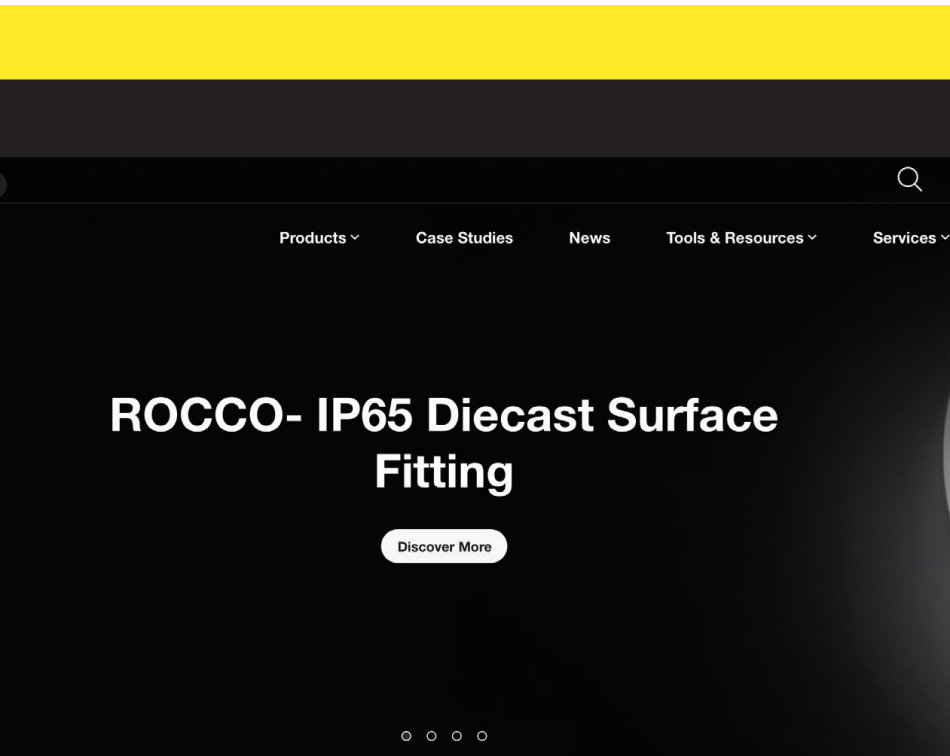 Products
Case Studies
News
Tools & Resources
Services
ROCCO- IP65 Diecast Surface
Fitting
Discover More